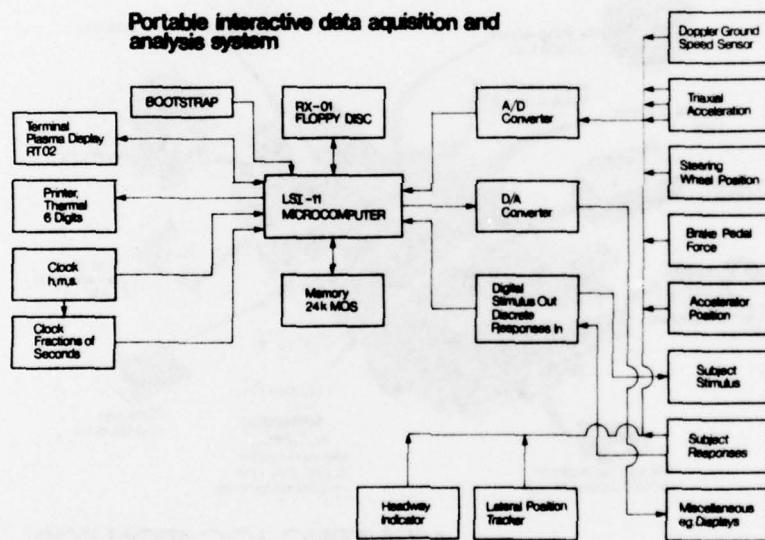 Portable interactive data aquisition and
analysis system
Doppler Ground
Speed Sensor
BOOTSTRAP
RX-01
FLOPPY DISC
A/D
Converter
Triaxial
Acceleration
Terminal
Plasma Display
RT02
Steering
Wheel Position
Printer,
Thermal
6 Digits
LSI-11
MICROCOMPUTER
D/A
Converter
Brake Pedal
Force
Clock
h,m,s.
Memory
24k MOS
Digital
Stimulus Out
Discrete
Responses In
Accelerator
Position
Clock
Fractions of
Seconds
Subject
Stimulus
Subject
Responses
Headway
Indicator
Lateral Position
Tracker
Miscellaneous
eg. Displays